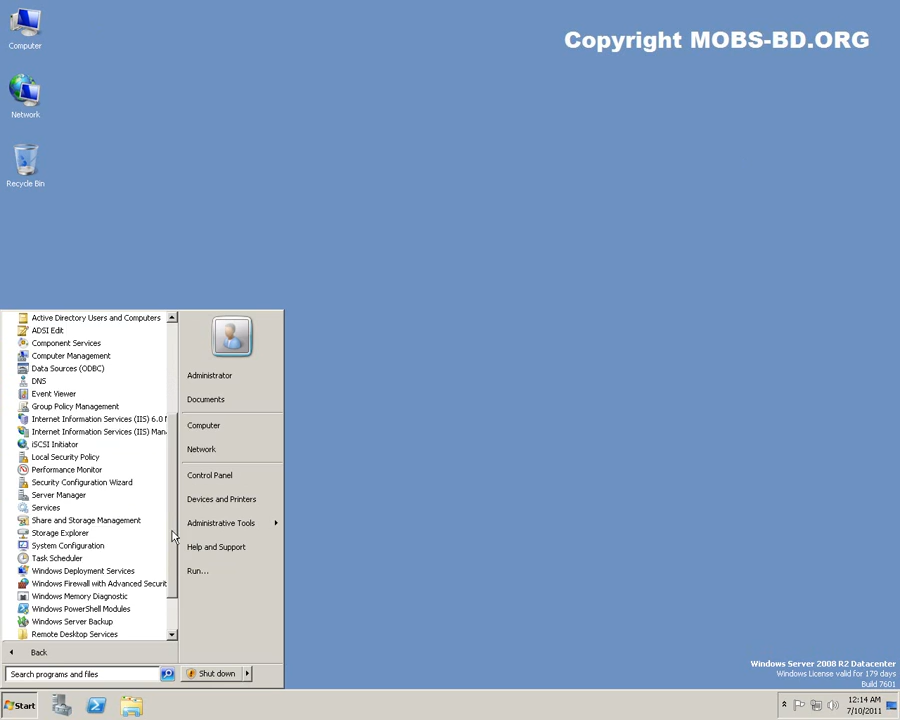 Computer
Network
Recycle Bin
Copyright MOBS-BD.ORG
Active Directory Users and Computers
ADSI Edit
Component Services
Computer Management
Data Sources (ODBC)
DNS
Event Viewer
Group Policy Management
Internet Information Services (IIS) 6.0
Internet Information Services (IIS) Man
iSCSI Initiator
Local Security Policy
Performance Monitor
Security Configuration Wizard
Server Manager
Services
Share and Storage Management
Storage Explorer
System Configuration
Task Scheduler
Windows Deployment Services
Windows Firewall with Advanced Securit
Windows Memory Diagnostic
Windows PowerShell Modules
Windows Server Backup
Remote Desktop Services
Back
Search programs and files
Administrator
Documents
Computer
Network
Control Panel
Devices and Printers
Administrative Tools
Help and Support
Run...
Shut down
Windows Server 2008 R2 Datacenter
Windows License valid for 179 days
Build 7601
Start
12:14 AM
7/10/2011